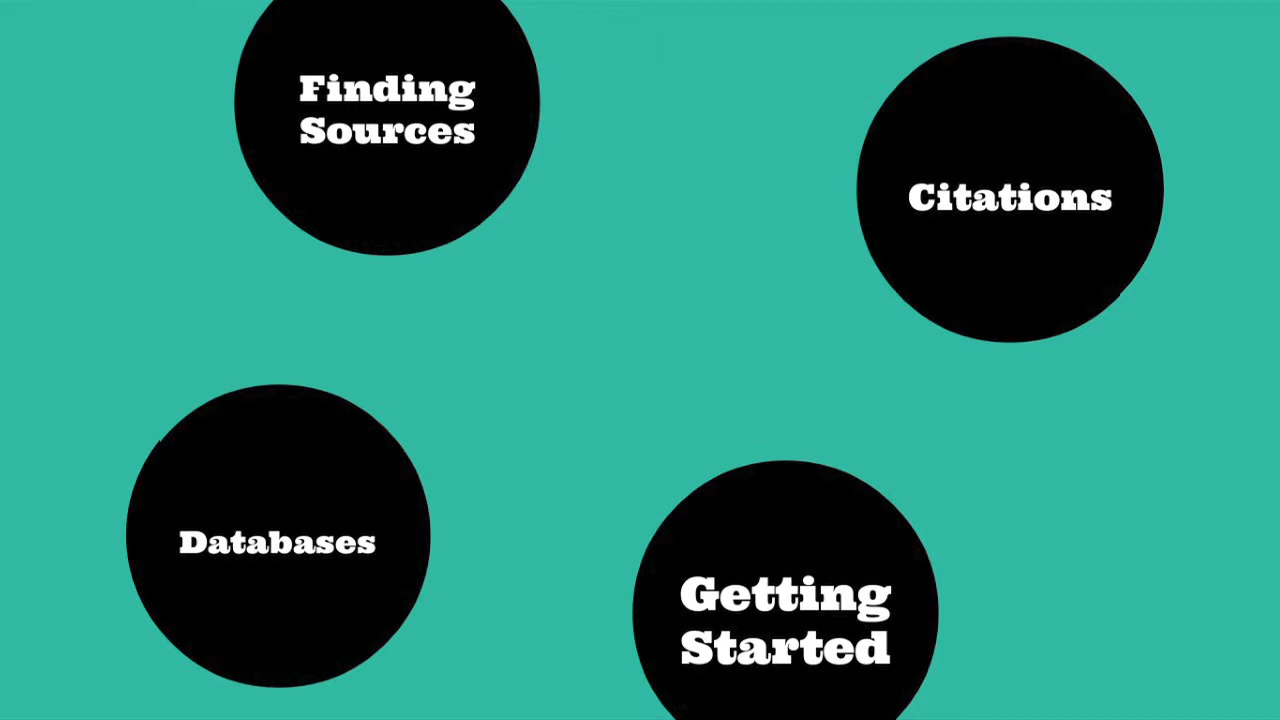 Finding
Sources
Citations
Databases
Getting
Started